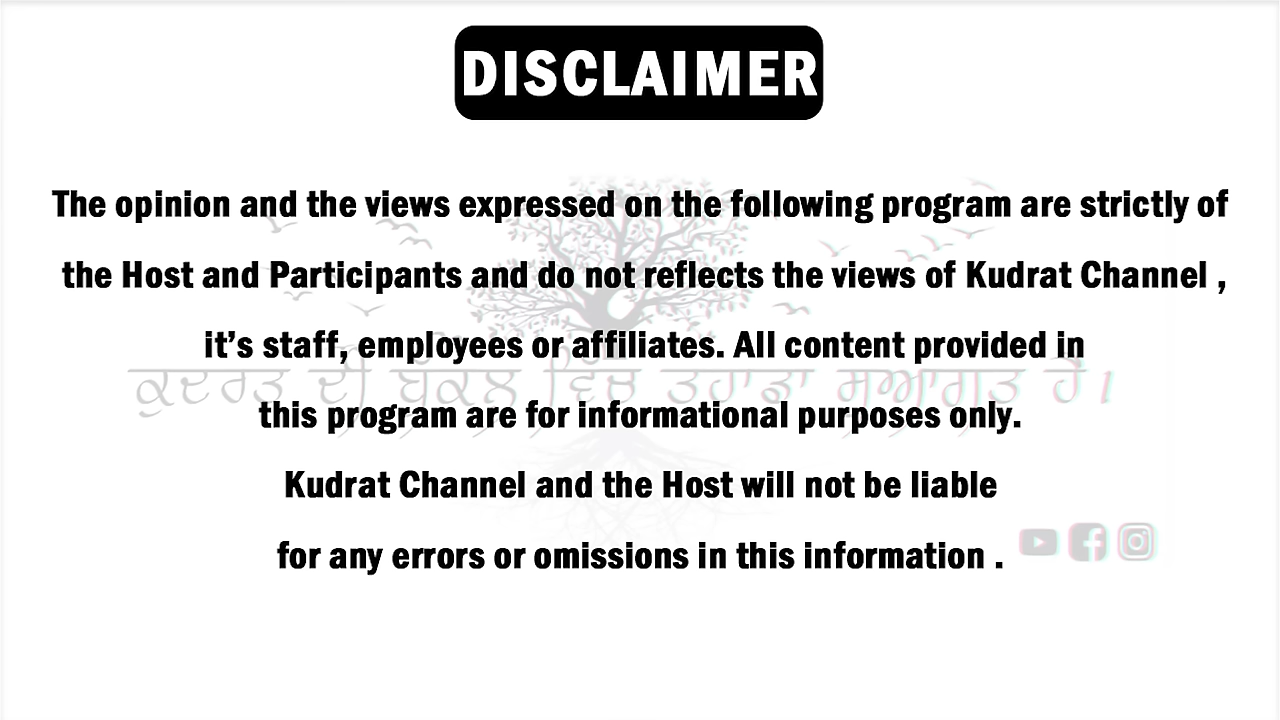 DISCLAIMER
The opinion and the views expressed on the following program are strictly of
the Host and Participants and do not reflects the views of Kudrat Channel ,
it’s staff, employees or affiliates. All content provided in
ਕੁਦਰਤ ਦੀ ਬੁੱਕਲ ਵਿੱਚ ਤੁਹਾਡਾ ਸੁਆਗਤ ਹੈ।
this program are for informational purposes only.
Kudrat Channel and the Host will not be liable
for any errors or omissions in this information .